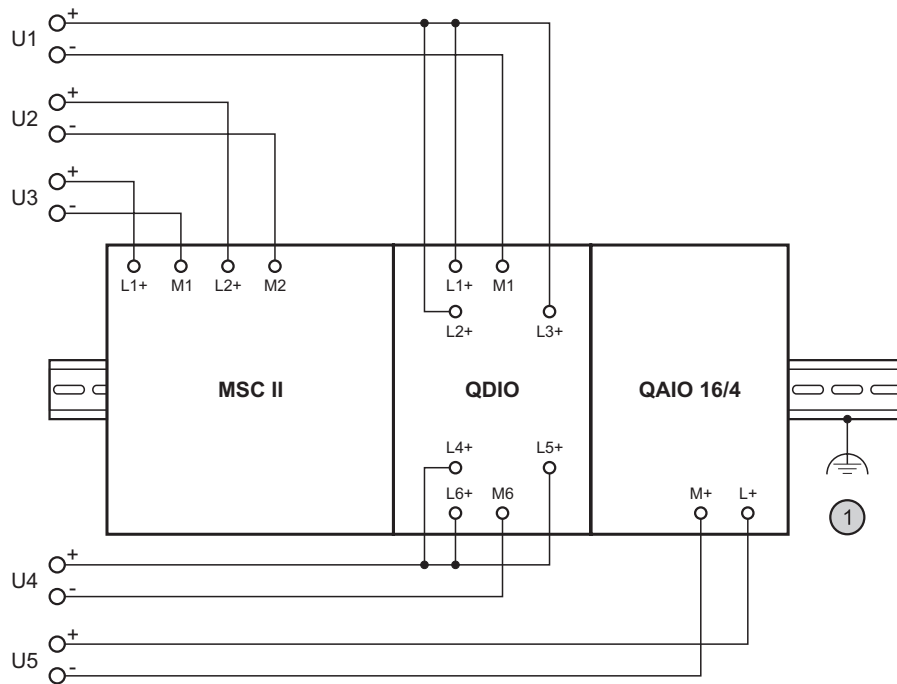 U1 + -
U2 + -
U3 + -
L1+ M1 L2+ M2
L1+ M1
L2+ L3+
MSC II QDIO QAIO 16/4
L4+ L5+
L6+ M6
M+ L+
1
U4 + -
U5 + -